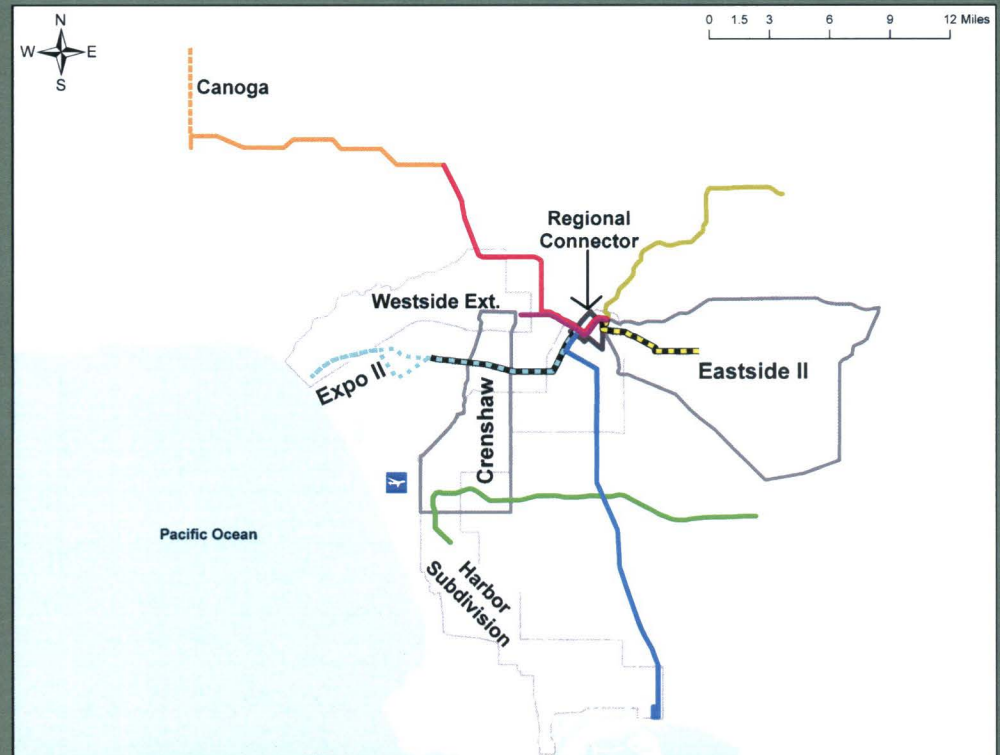 N
W E
S
0 1.5 3 6 9 12 Miles
Canoga
Regional
Connector
Westside Ext.
Expo II
Crenshaw
Eastside II
Pacific Ocean
Harbor
Subdivision